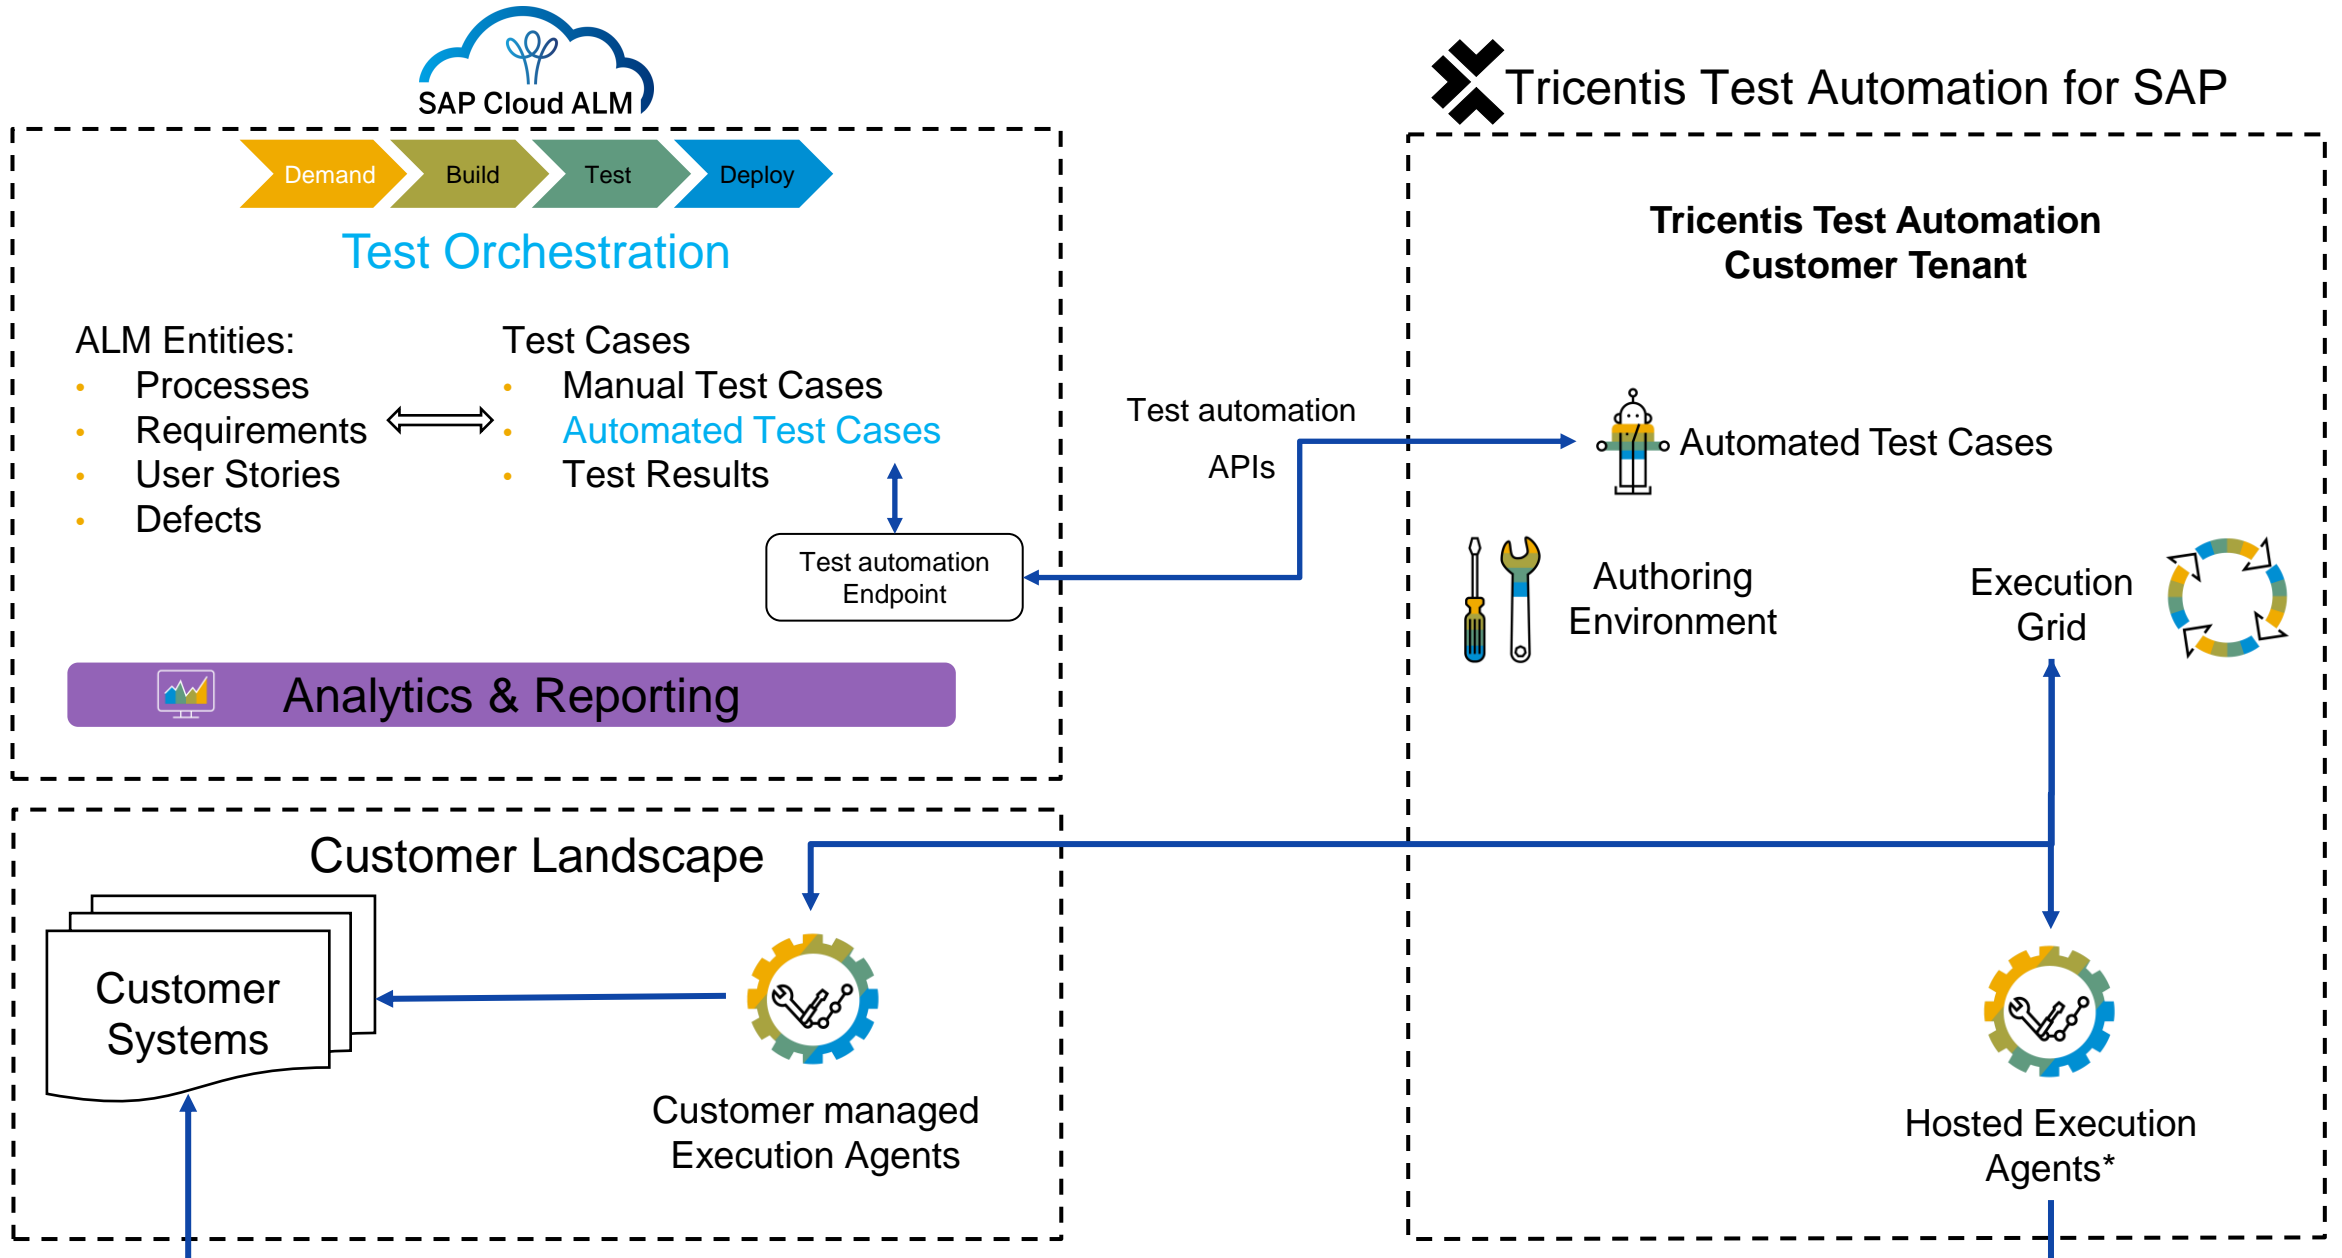 SAP Cloud ALM
Demand
Build
Test
Deploy
Test Orchestration
ALM Entities:
• Processes
• Requirements
• User Stories
• Defects
Test Cases
• Manual Test Cases
• Automated Test Cases
• Test Results
Test automation
Endpoint
Analytics & Reporting
Test automation
APIs
Tricentis Test Automation for SAP
Tricentis Test Automation
Customer Tenant
Automated Test Cases
Authoring
Environment
Execution
Grid
Customer Landscape
Customer
Systems
Customer managed
Execution Agents
Hosted Execution
Agents*